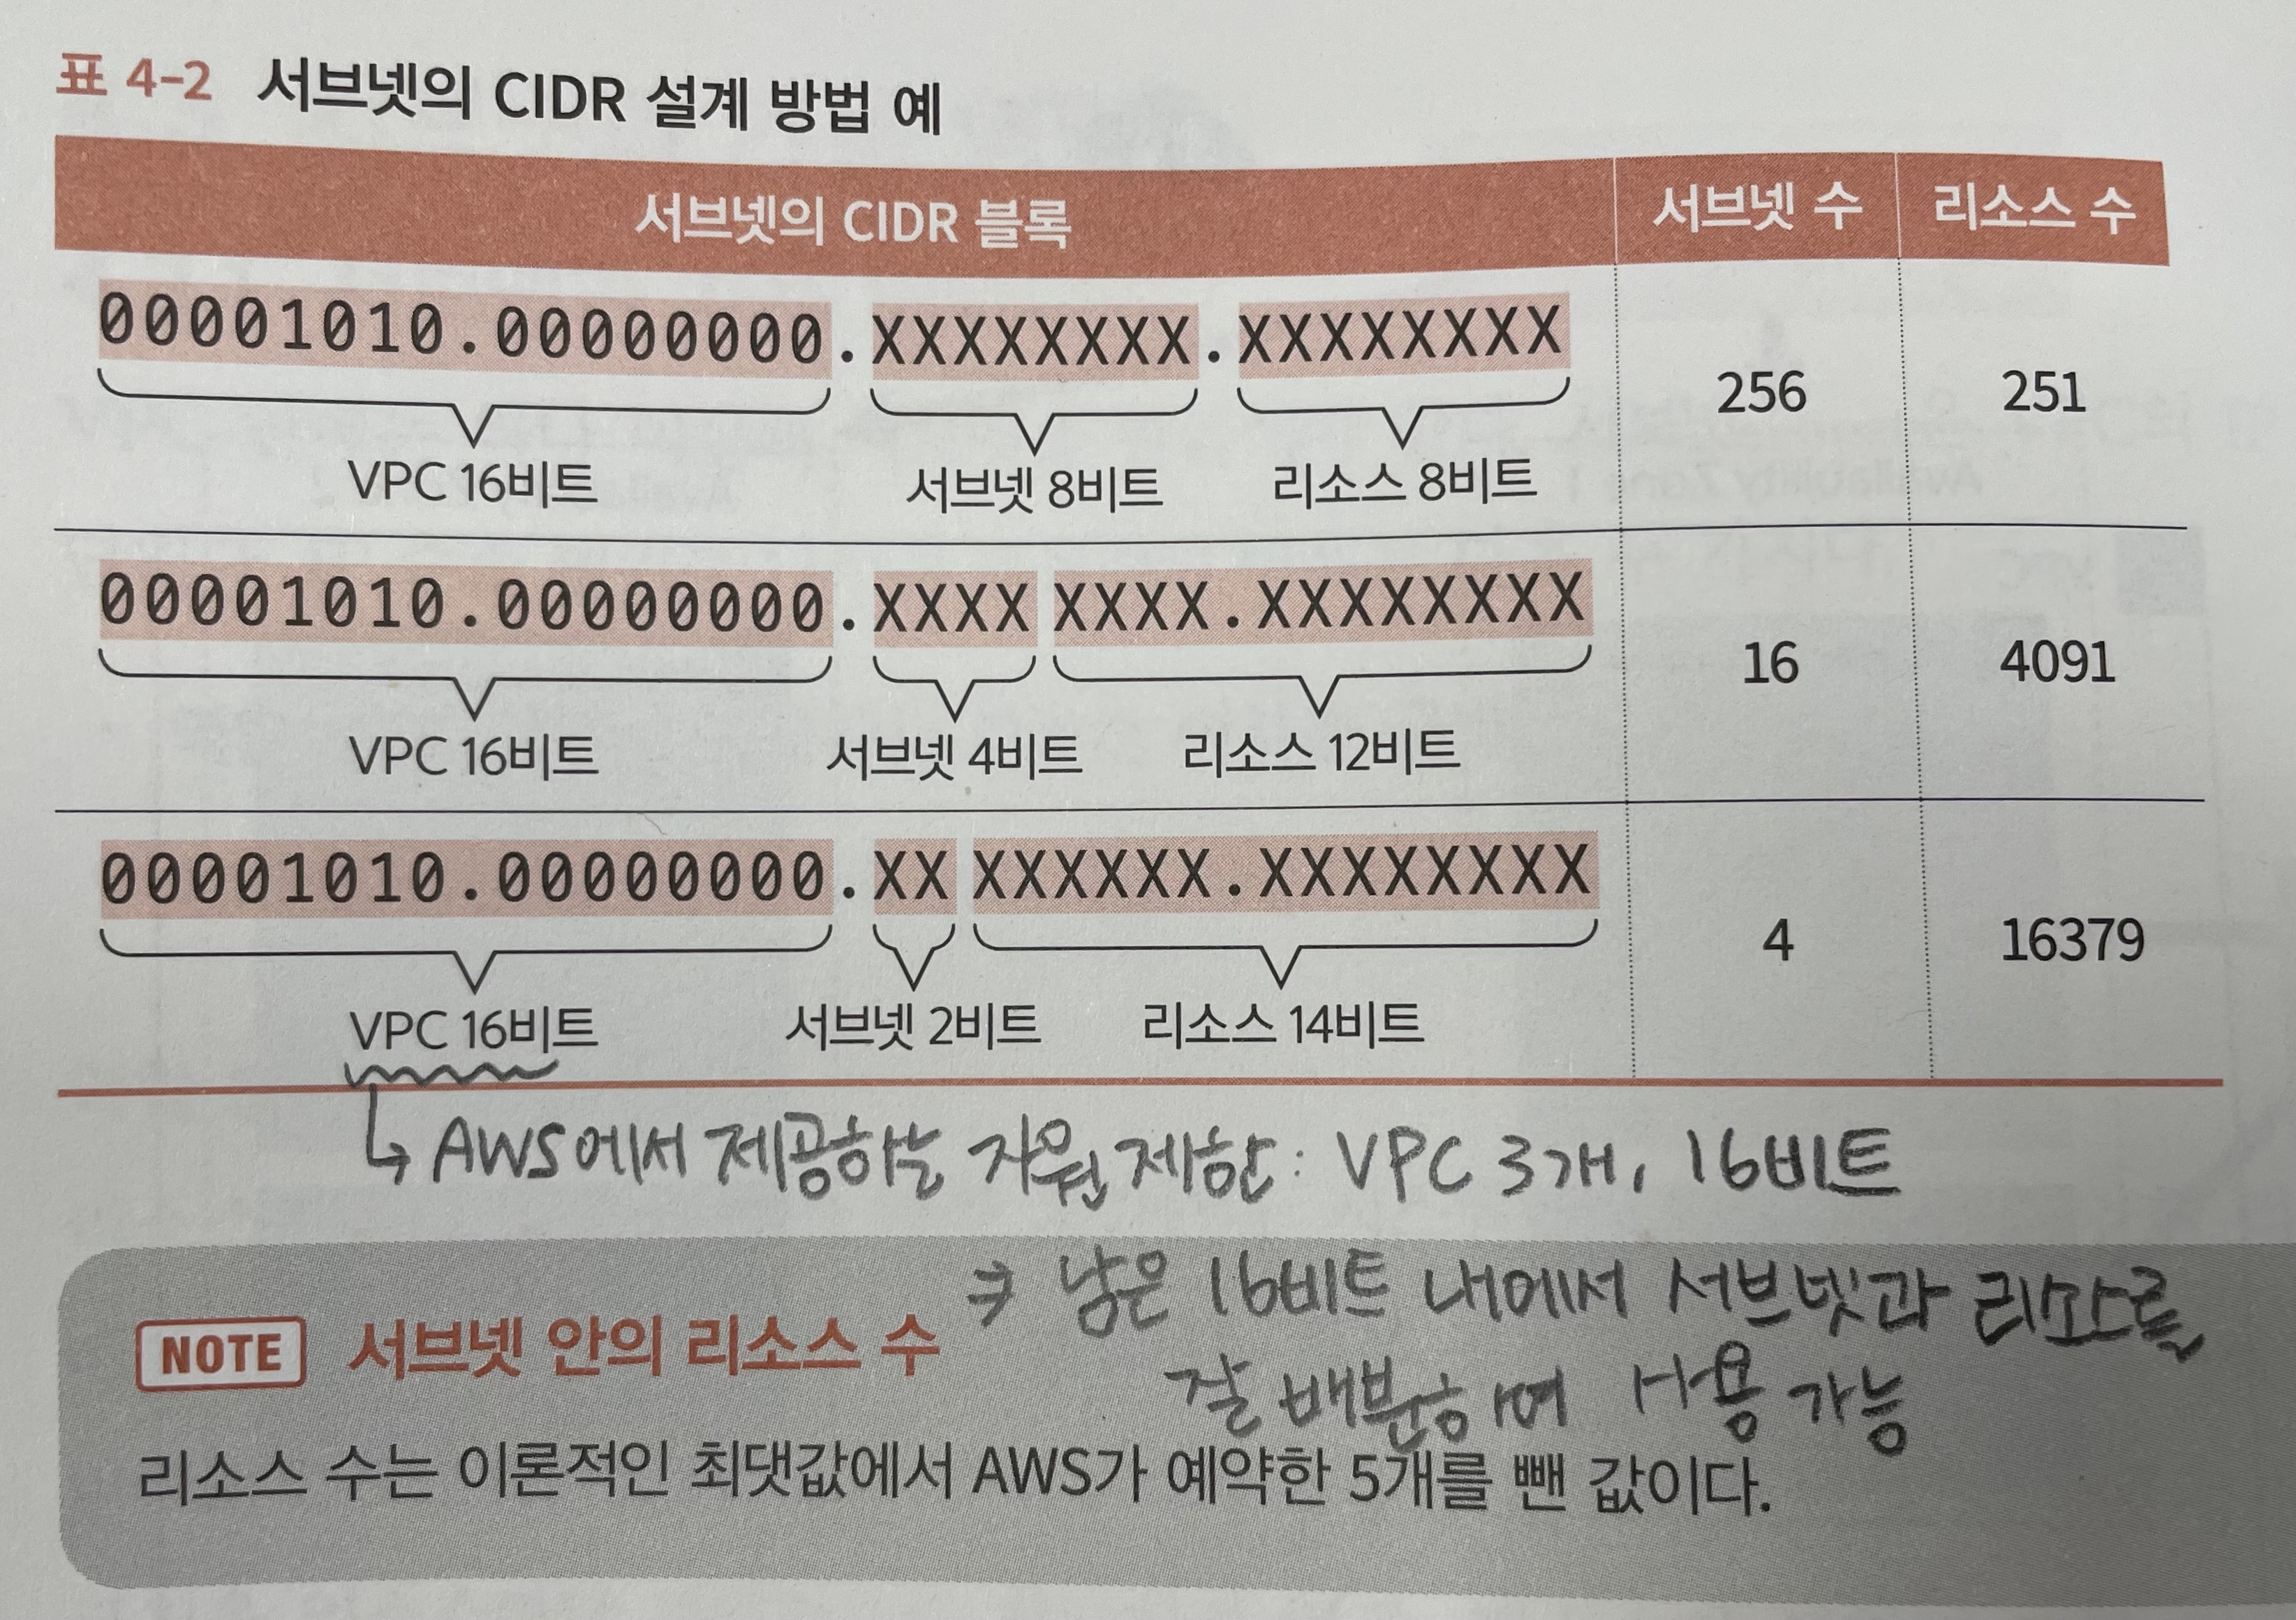 표 4-2 서브넷의 CIDR 설계 방법 예
서브넷의 CIDR 블록 서브넷 수 리소스 수
00001010.00000000.XXXXXXXX.XXXXXXXX
256 251
VPC 16비트 서브넷 8비트 리소스 8비트
00001010.00000000.XXXX XXXX.XXXXXXXX
16 4091
VPC 16비트 서브넷 4비트 리소스 12비트
00001010.00000000.XX XXXXXX.XXXXXXXX
4 16379
VPC 16비트 서브넷 2비트 리소스 14비트
↳ AWS에서 제공하는 자원 제한: VPC 3개, 16비트
남은 16비트 내에서 서브넷과 리소스를
잘 배분하여 사용 가능
NOTE 서브넷 안의 리소스 수
리소스 수는 이론적인 최댓값에서 AWS가 예약한 5개를 뺀 값이다.